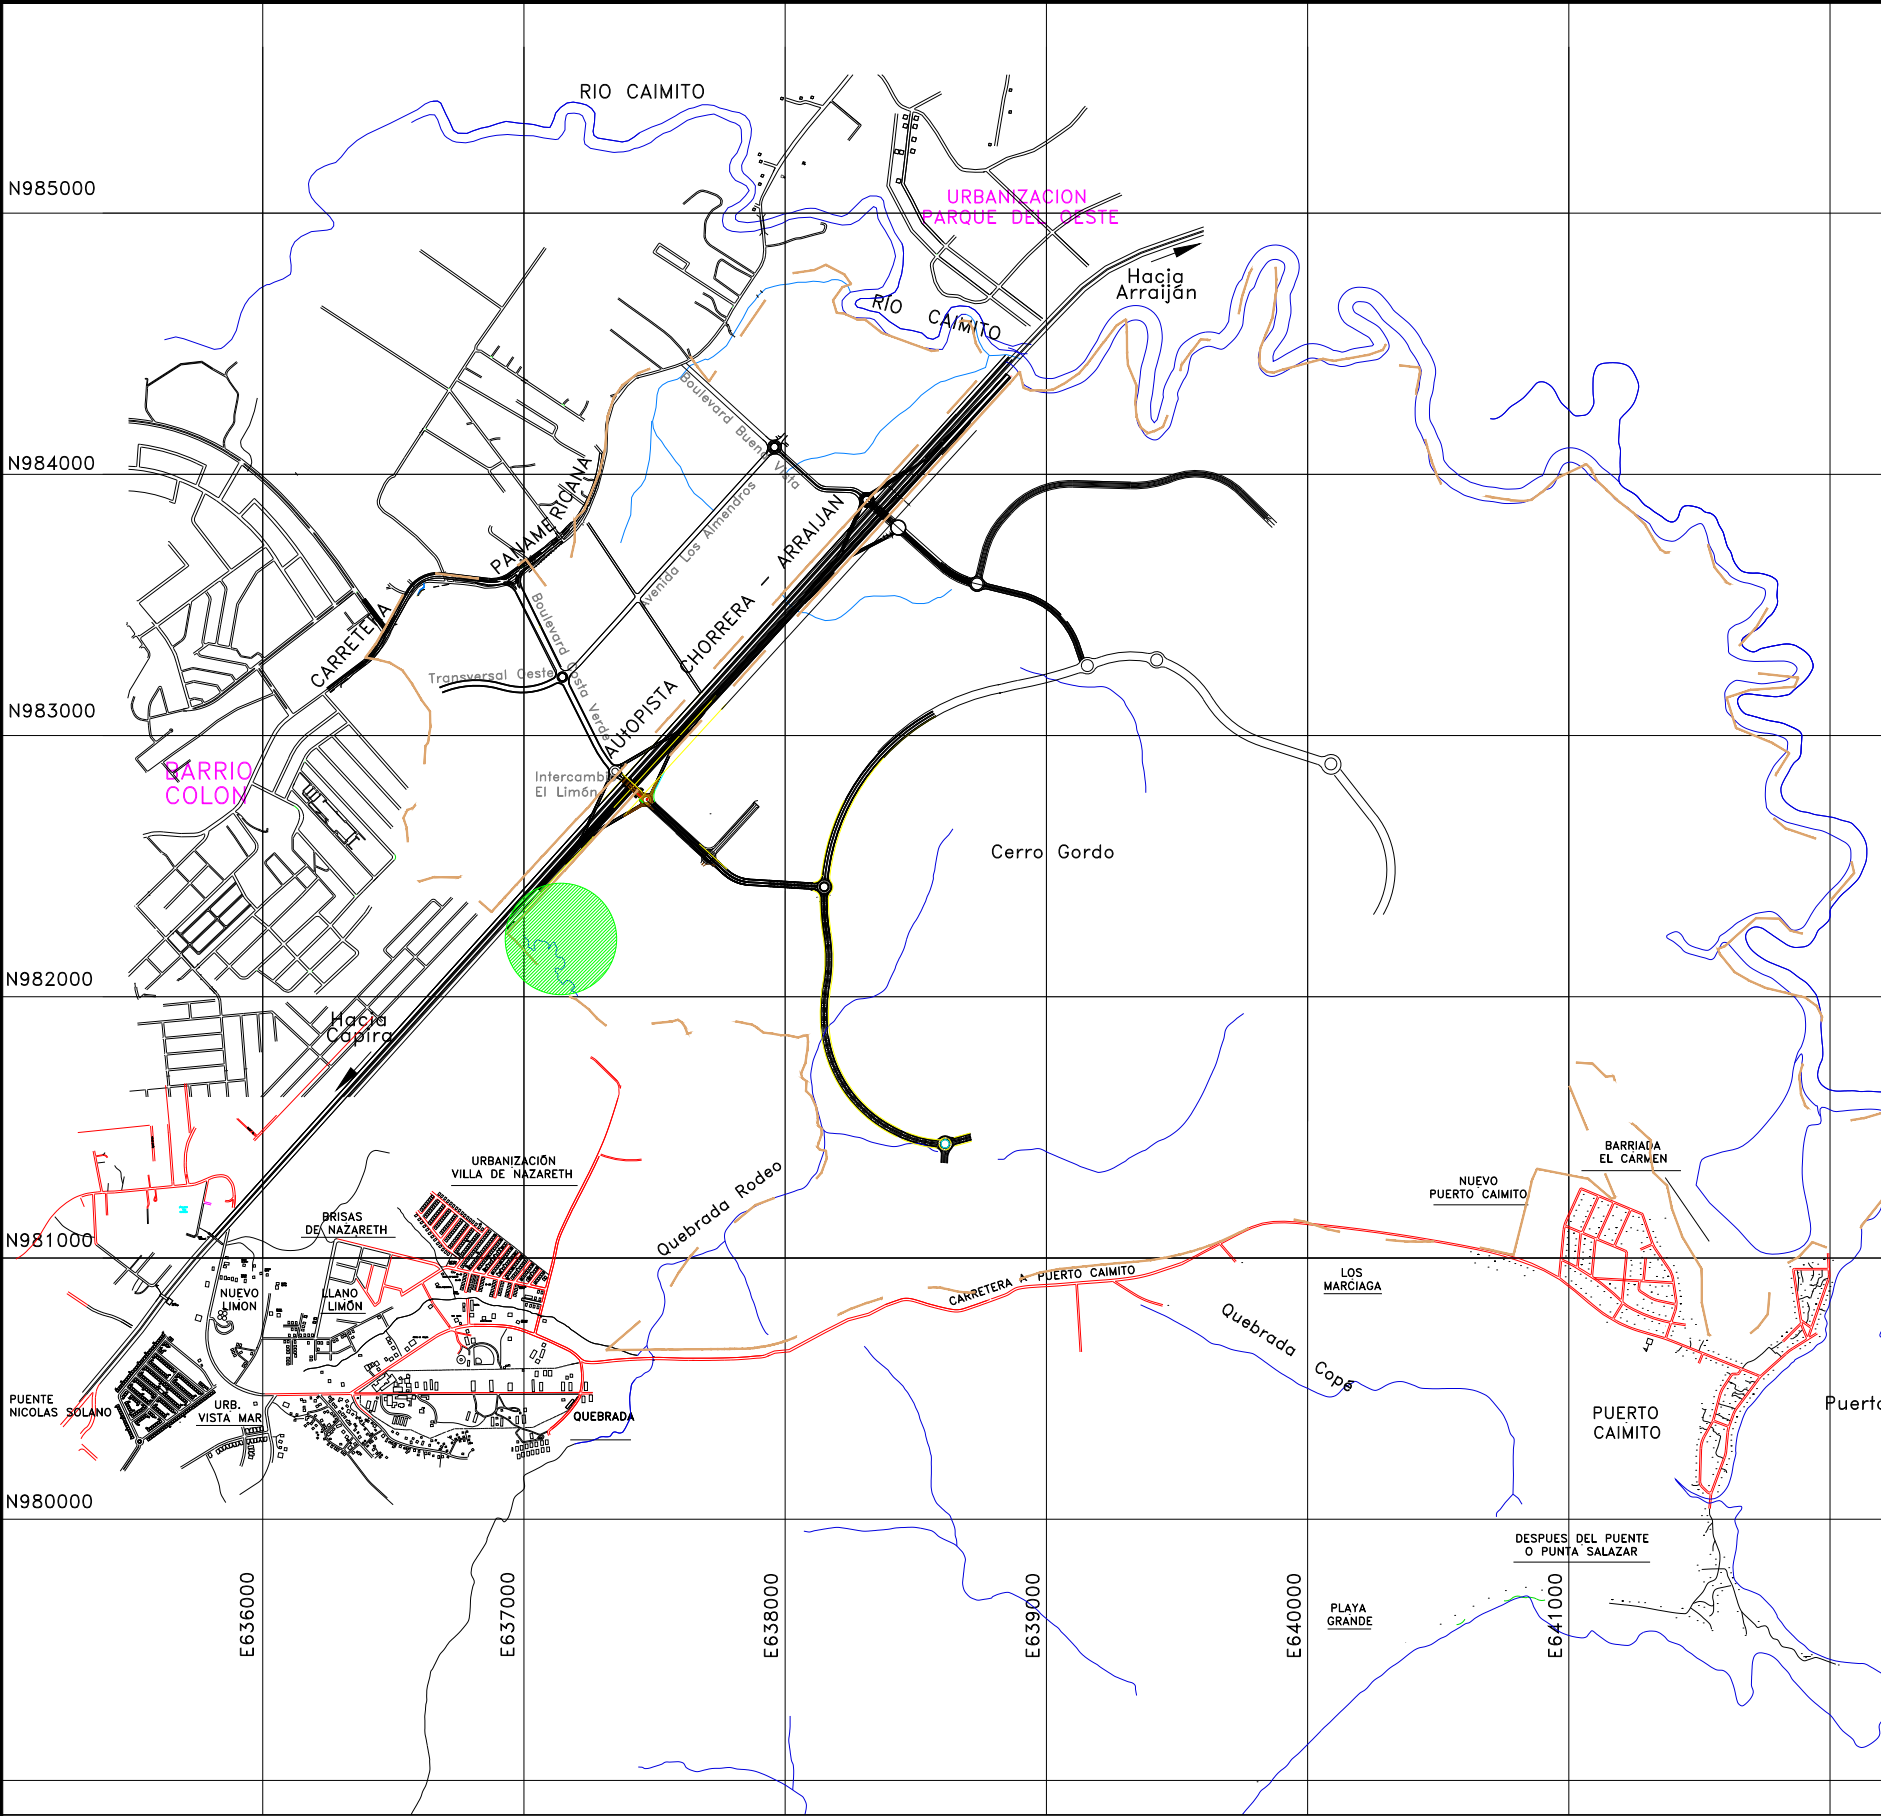 RIO CAIMITO
N985000
URBANIZACION
PARQUE DEL OESTE
Hacia
Arraiján
RIO CAIMITO
Boulevard Buena Vista
N984000
PANAMERICANA
Avenida Los Almendros
CHORRERA - ARRAIJAN
Boulevard Costa Verde
CARRETERA
Transversal Oeste
AUtOPISTA
N983000
BARRIO
COLON
Intercambio
El Limón
Cerro Gordo
N982000
Hacia
Capira
URBANIZACIÓN
VILLA DE NAZARETH
Quebrada Rodeo
BARRIADA
EL CARMEN
NUEVO
PUERTO CAIMITO
BRISAS
DE NAZARETH
N981000
NUEVO
LIMON
LLANO
LIMÓN
CARRETERA A PUERTO CAIMITO
LOS
MARCIAGA
Quebrada Copé
PUENTE
NICOLAS SOLANO
URB.
VISTA MAR
QUEBRADA
PUERTO
CAIMITO
Puerto
N980000
DESPUES DEL PUENTE
O PUNTA SALAZAR
PLAYA
GRANDE
E636000
E637000
E638000
E639000
E640000
E641000